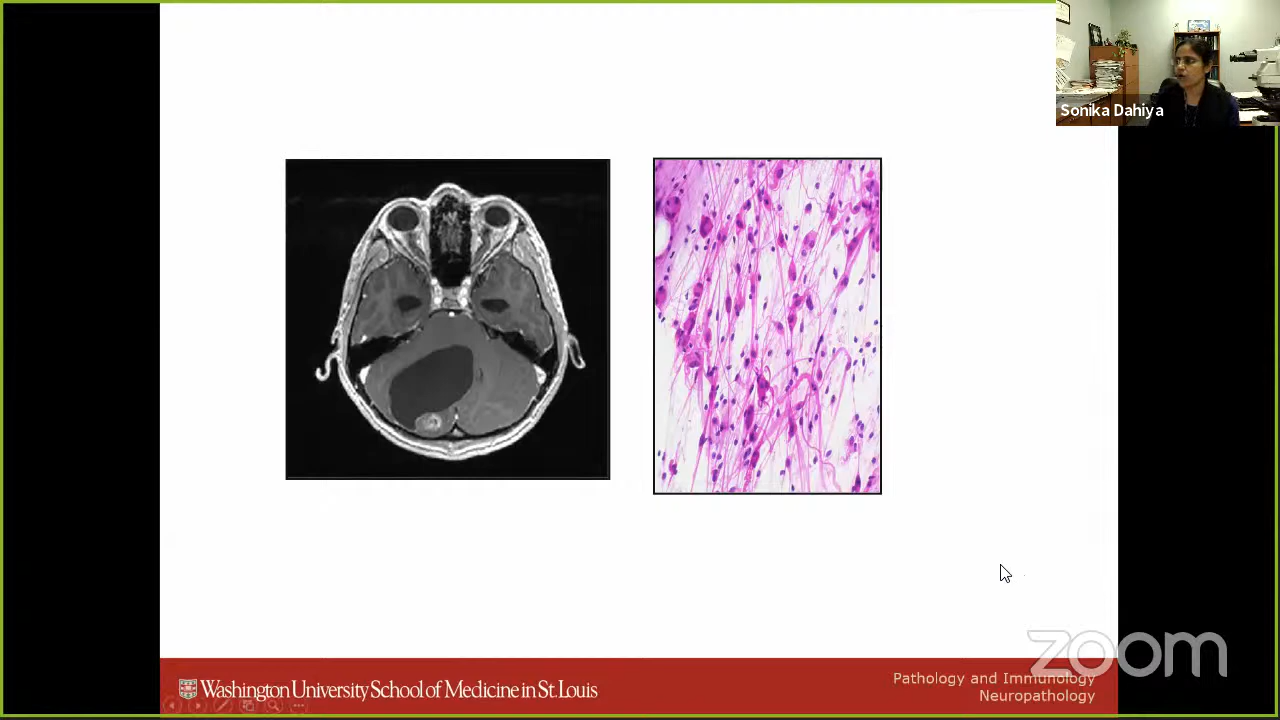 Sonika Dahiya
Washington University School of Medicine in St. Louis
Pathology and Immunology
Neuropathology
zoom